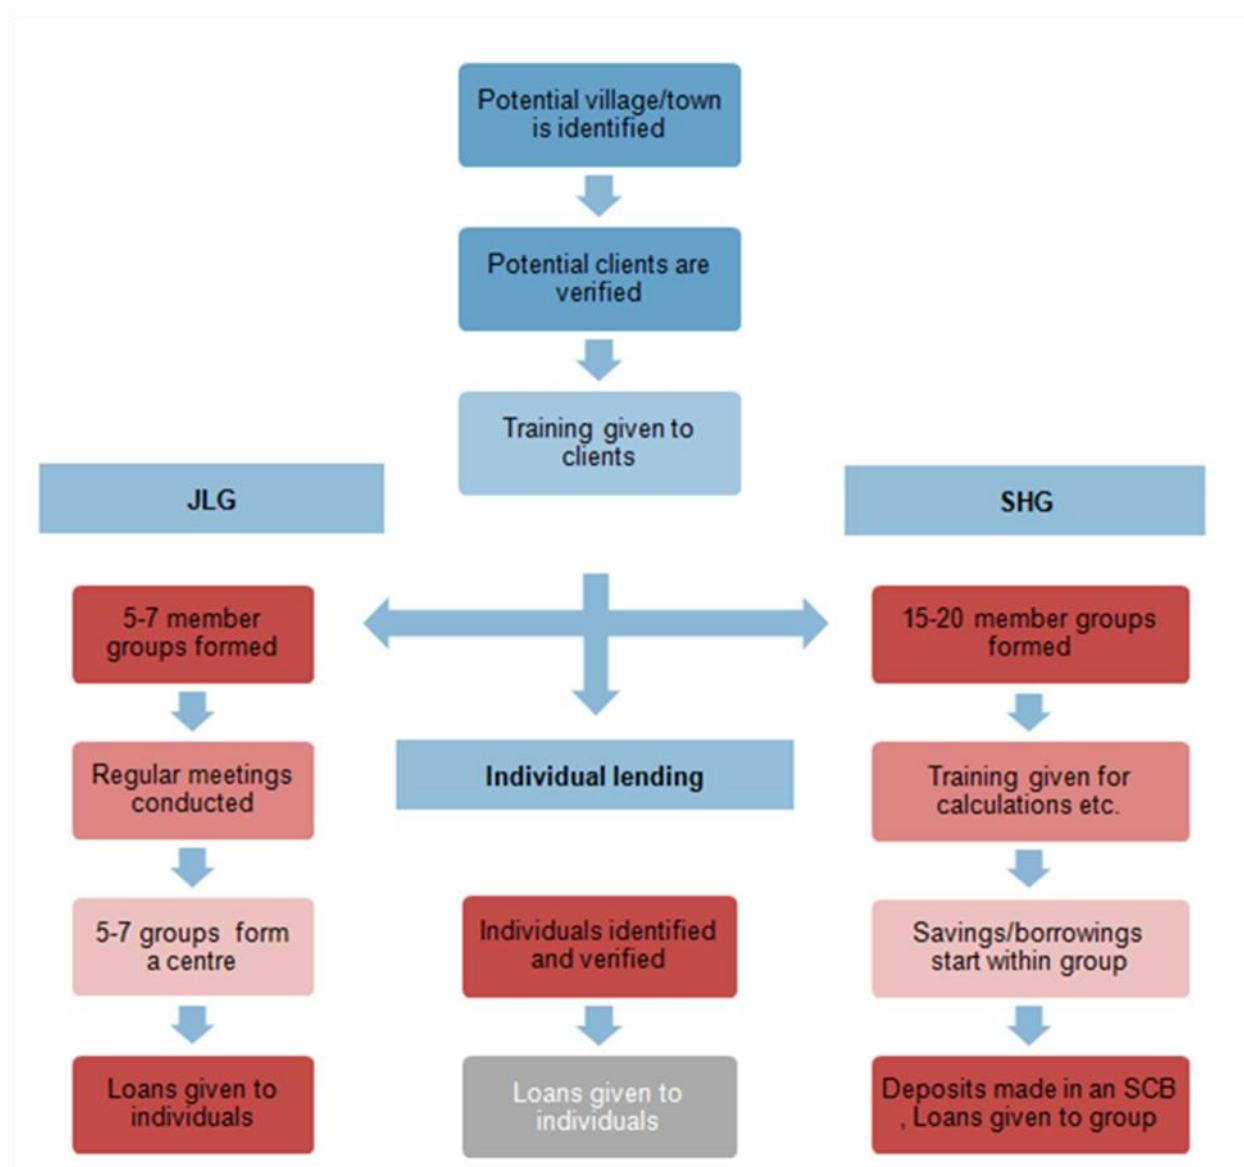 Potential village/town
is identified
Potential clients are
verified
Training given to
clients
JLG
5-7 member
groups formed
Regular meetings
conducted
5-7 groups form
a centre
Loans given to
individuals
Individual lending
Individuals identified
and verified
Loans given to
individuals
SHG
15-20 member groups
formed
Training given for
calculations etc.
Savings/borrowings
start within group
Deposits made in an SCB
, Loans given to group